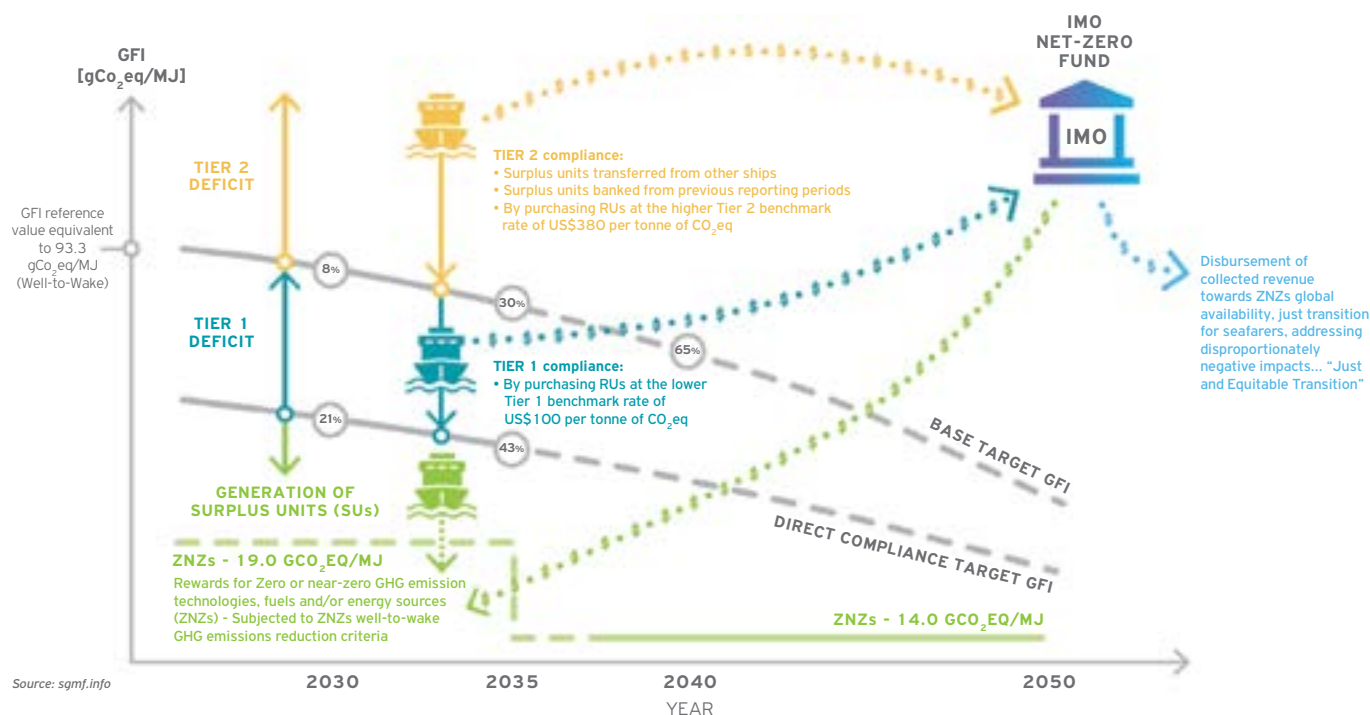 GFI
[gCo₂eq/MJ]
IMO
NET-ZERO
FUND
IMO
TIER 2
DEFICIT
TIER 2 compliance:
• Surplus units transferred from other ships
• Surplus units banked from previous reporting periods
• By purchasing RUs at the higher Tier 2 benchmark
rate of US$380 per tonne of CO₂eq
GFI reference
value equivalent
to 93.3
gCo₂eq/MJ
(Well-to-Wake)
8%
30%
65%
Disbursement of
collected revenue
towards ZNZs global
availability, just transition
for seafarers, addressing
disproportionately
negative impacts... "Just
and Equitable Transition"
TIER 1
DEFICIT
TIER 1 compliance:
• By purchasing RUs at the lower
Tier 1 benchmark rate of
US$100 per tonne of CO₂eq
21%
43%
BASE TARGET GFI
DIRECT COMPLIANCE TARGET GFI
GENERATION OF
SURPLUS UNITS (SUs)
ZNZs - 19.0 GCO₂EQ/MJ
Rewards for Zero or near-zero GHG emission
technologies, fuels and/or energy sources
(ZNZs) - Subjected to ZNZs well-to-wake
GHG emissions reduction criteria
ZNZs - 14.0 GCO₂EQ/MJ
Source: sgmf.info
2030
2035
2040
2050
YEAR